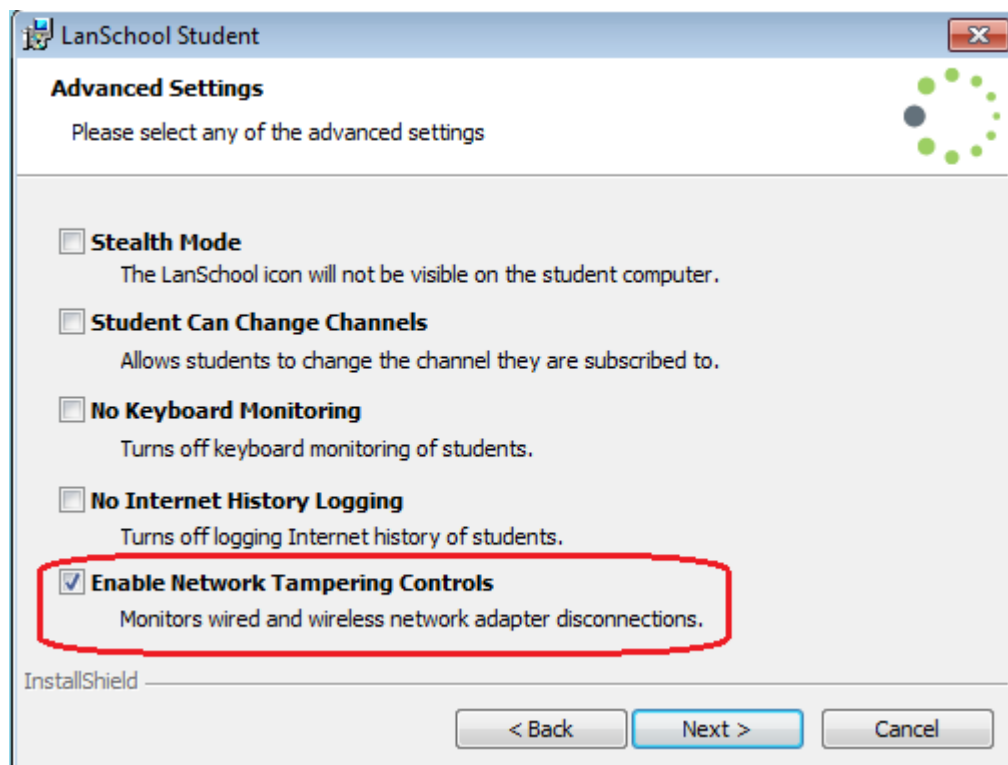 LanSchool Student
Advanced Settings
Please select any of the advanced settings
Stealth Mode
The LanSchool icon will not be visible on the student computer.
Student Can Change Channels
Allows students to change the channel they are subscribed to.
No Keyboard Monitoring
Turns off keyboard monitoring of students.
No Internet History Logging
Turns off logging Internet history of students.
Enable Network Tampering Controls
Monitors wired and wireless network adapter disconnections.
InstallShield
< Back Next > Cancel